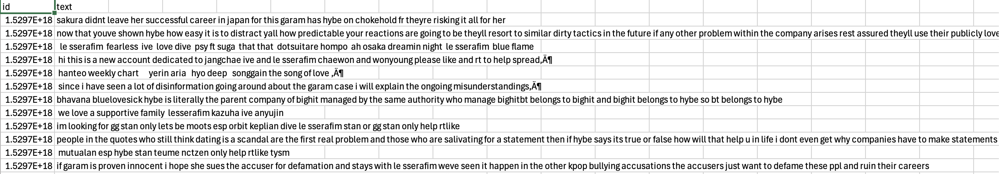 id text
1.5297E+18 sakura didnt leave her successful career in japan for this garam has hybe on chokehold fr theyre risking it all for her
1.5297E+18 now that youve shown hybe how easy it is to distract yall how predictable your reactions are going to be theyll resort to similar dirty tactics in the future if any other problem within the company arises rest assured theyll use their publicly love
1.5297E+18 le sserafim fearless ive love dive psy ft suga that that dotsuitare hompo ah osaka dreamin night le sserafim blue flame
1.5297E+18 hi this is a new account dedicated to jangchae ive and le sserafim chaewon and wonyoung please like and rt to help spread‚Ä¶
1.5297E+18 hanteo weekly chart yerin aria hyo deep songgain the song of love ‚Ä¶
1.5297E+18 since i have seen a lot of disinformation going around about the garam case i will explain the ongoing misunderstandings‚Ä¶
1.5297E+18 bhavana bluelovesick hybe is literally the parent company of bighit managed by the same authority who manage bighitbt belongs to bighit and bighit belongs to hybe so bt belongs to hybe
1.5297E+18 we love a supportive family lesserafim kazuha ive anyujin
1.5297E+18 im looking for gg stan only lets be moots esp orbit keplian dive le sserafim stan or gg stan only help rtlike
1.5297E+18 people in the quotes who still think dating is a scandal are the first real problem and those who are salivating for a statement then if hybe says its true or false how will that help u in life i dont even get why companies have to make statements
1.5297E+18 mutualan esp hybe stan teume nctzen only help rtlike tysm
1.5297E+18 if garam is proven innocent i hope she sues the accuser for defamation and stays with le sserafim weve seen it happen in the other kpop bullying accusations the accusers just want to defame these ppl and ruin their careers